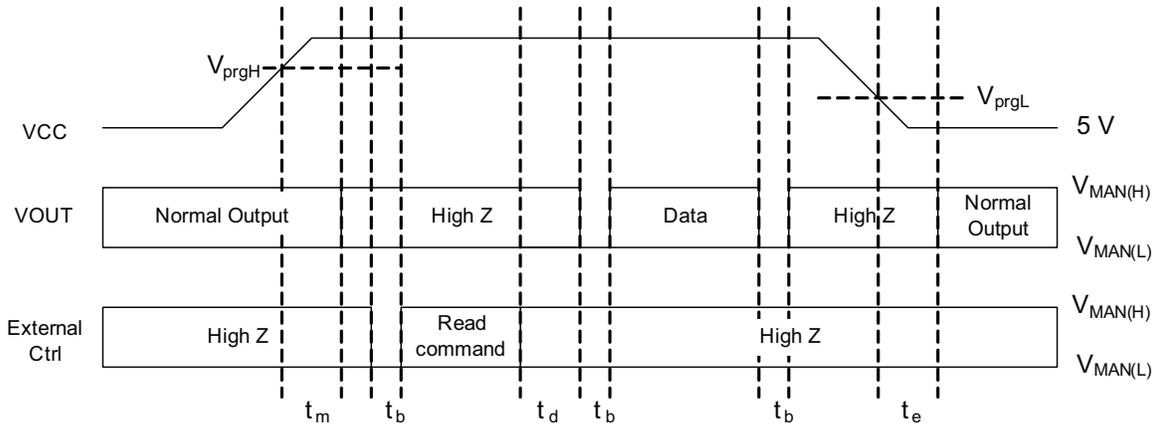 VprgH
VprgL
VCC
5 V
VMAN(H)
VOUT
Normal Output
High Z
Data
High Z
Normal
Output
VMAN(L)
VMAN(H)
External
Ctrl
High Z
Read
command
High Z
VMAN(L)
tm
tb
td
tb
tb
te